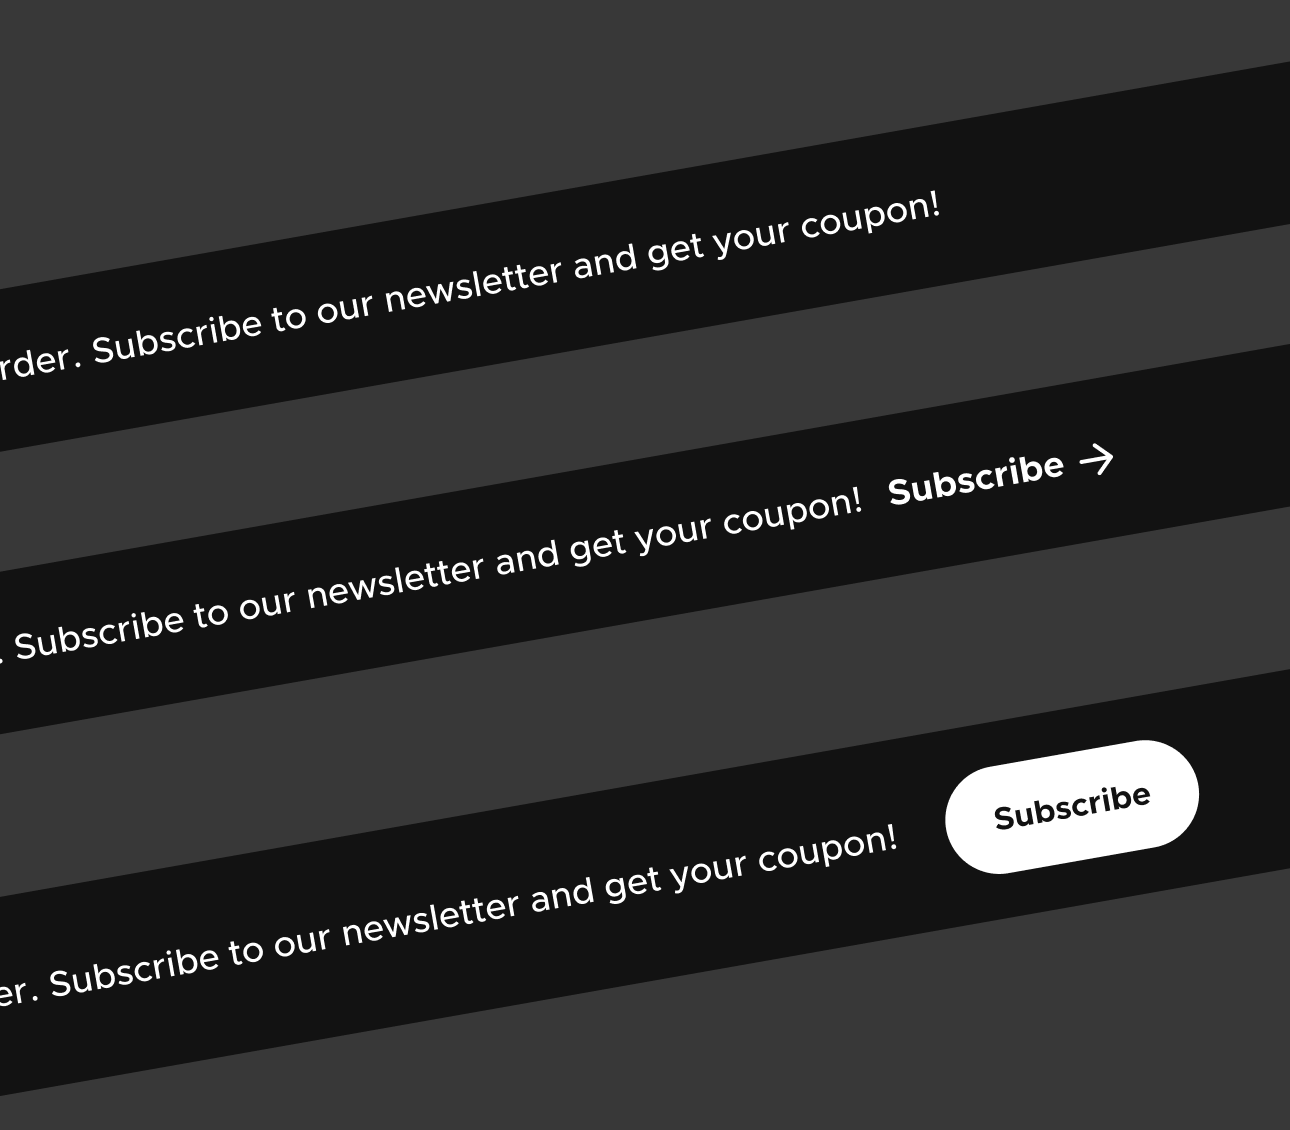 rder. Subscribe to our newsletter and get your coupon!
. Subscribe to our newsletter and get your coupon! Subscribe →
er. Subscribe to our newsletter and get your coupon! Subscribe